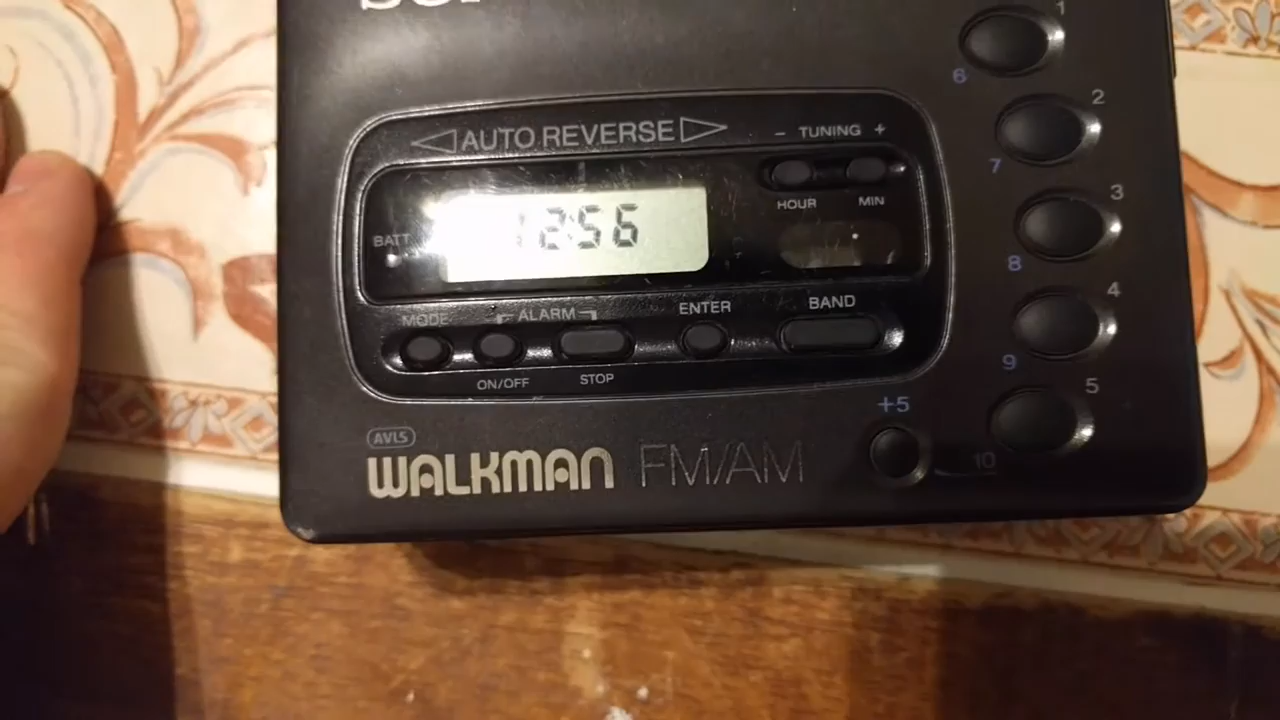 1
6
AUTO REVERSE
− TUNING +
2
7
HOUR MIN
3
BATT
12:56
8
MODE ALARM ENTER BAND
4
ON/OFF STOP
9
5
+5
AVLS
WALKMAN FM/AM
10